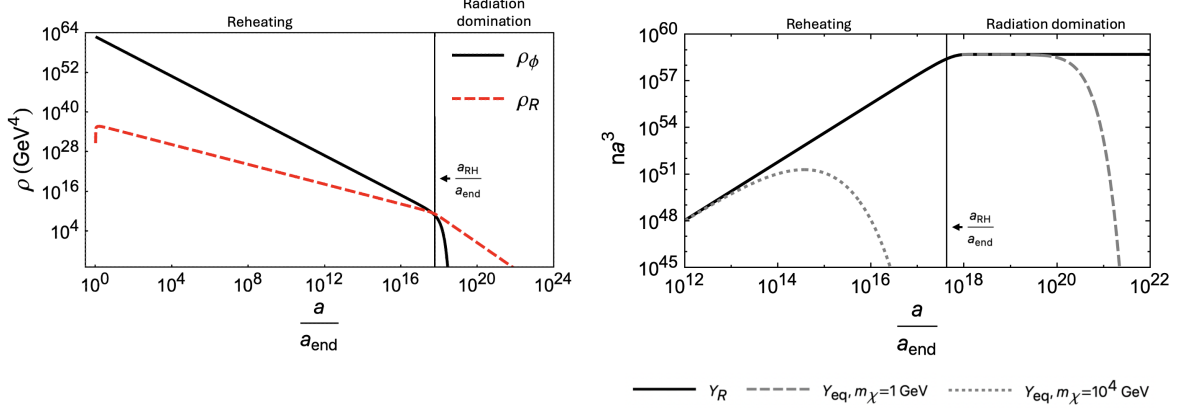 Reheating
Radiation
domination
10^64
10^52
10^40
10^28
10^16
10^4
ρ (GeV^4)
ρ_ϕ
ρ_R
a_RH
a_end
10^0
10^4
10^8
10^12
10^16
10^20
10^24
a
a_end
Reheating
Radiation domination
10^60
10^57
10^54
10^51
10^48
10^45
na^3
a_RH
a_end
10^12
10^14
10^16
10^18
10^20
10^22
a
a_end
Y_R
Y_eq, m_χ=1 GeV
Y_eq, m_χ=10^4 GeV